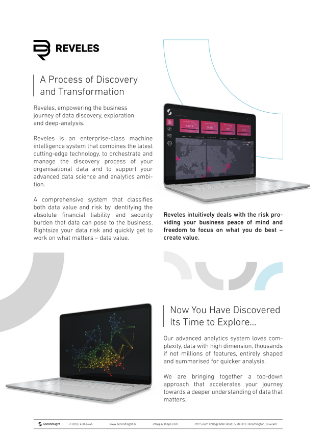 REVELES
A Process of Discovery
and Transformation
Reveles, empowering the business
journey of data discovery, exploration
and deep-analysis.
Reveles is an enterprise-class machine
intelligence system that combines the latest
cutting-edge technology, to orchestrate and
manage the discovery process of your
organisational data and to support your
advanced data science and analytics ambi-
tion.
A comprehensive system that classifies
both data value and risk by identifying the
absolute financial liability and security
burden that data can pose to the business.
Rightsize your data risk and quickly get to
work on what matters – data value.
Reveles intuitively deals with the risk pro-
viding your business peace of mind and
freedom to focus on what you do best –
create value.
Now You Have Discovered
Its Time to Explore...
Our advanced analytics system loves com-
plexity, data with high dimension, thousands
if not millions of features, entirely shaped
and summarised for quicker analysis
We are bringing together a top-down
approach that accelerates your journey
towards a deeper understanding of data that
matters.